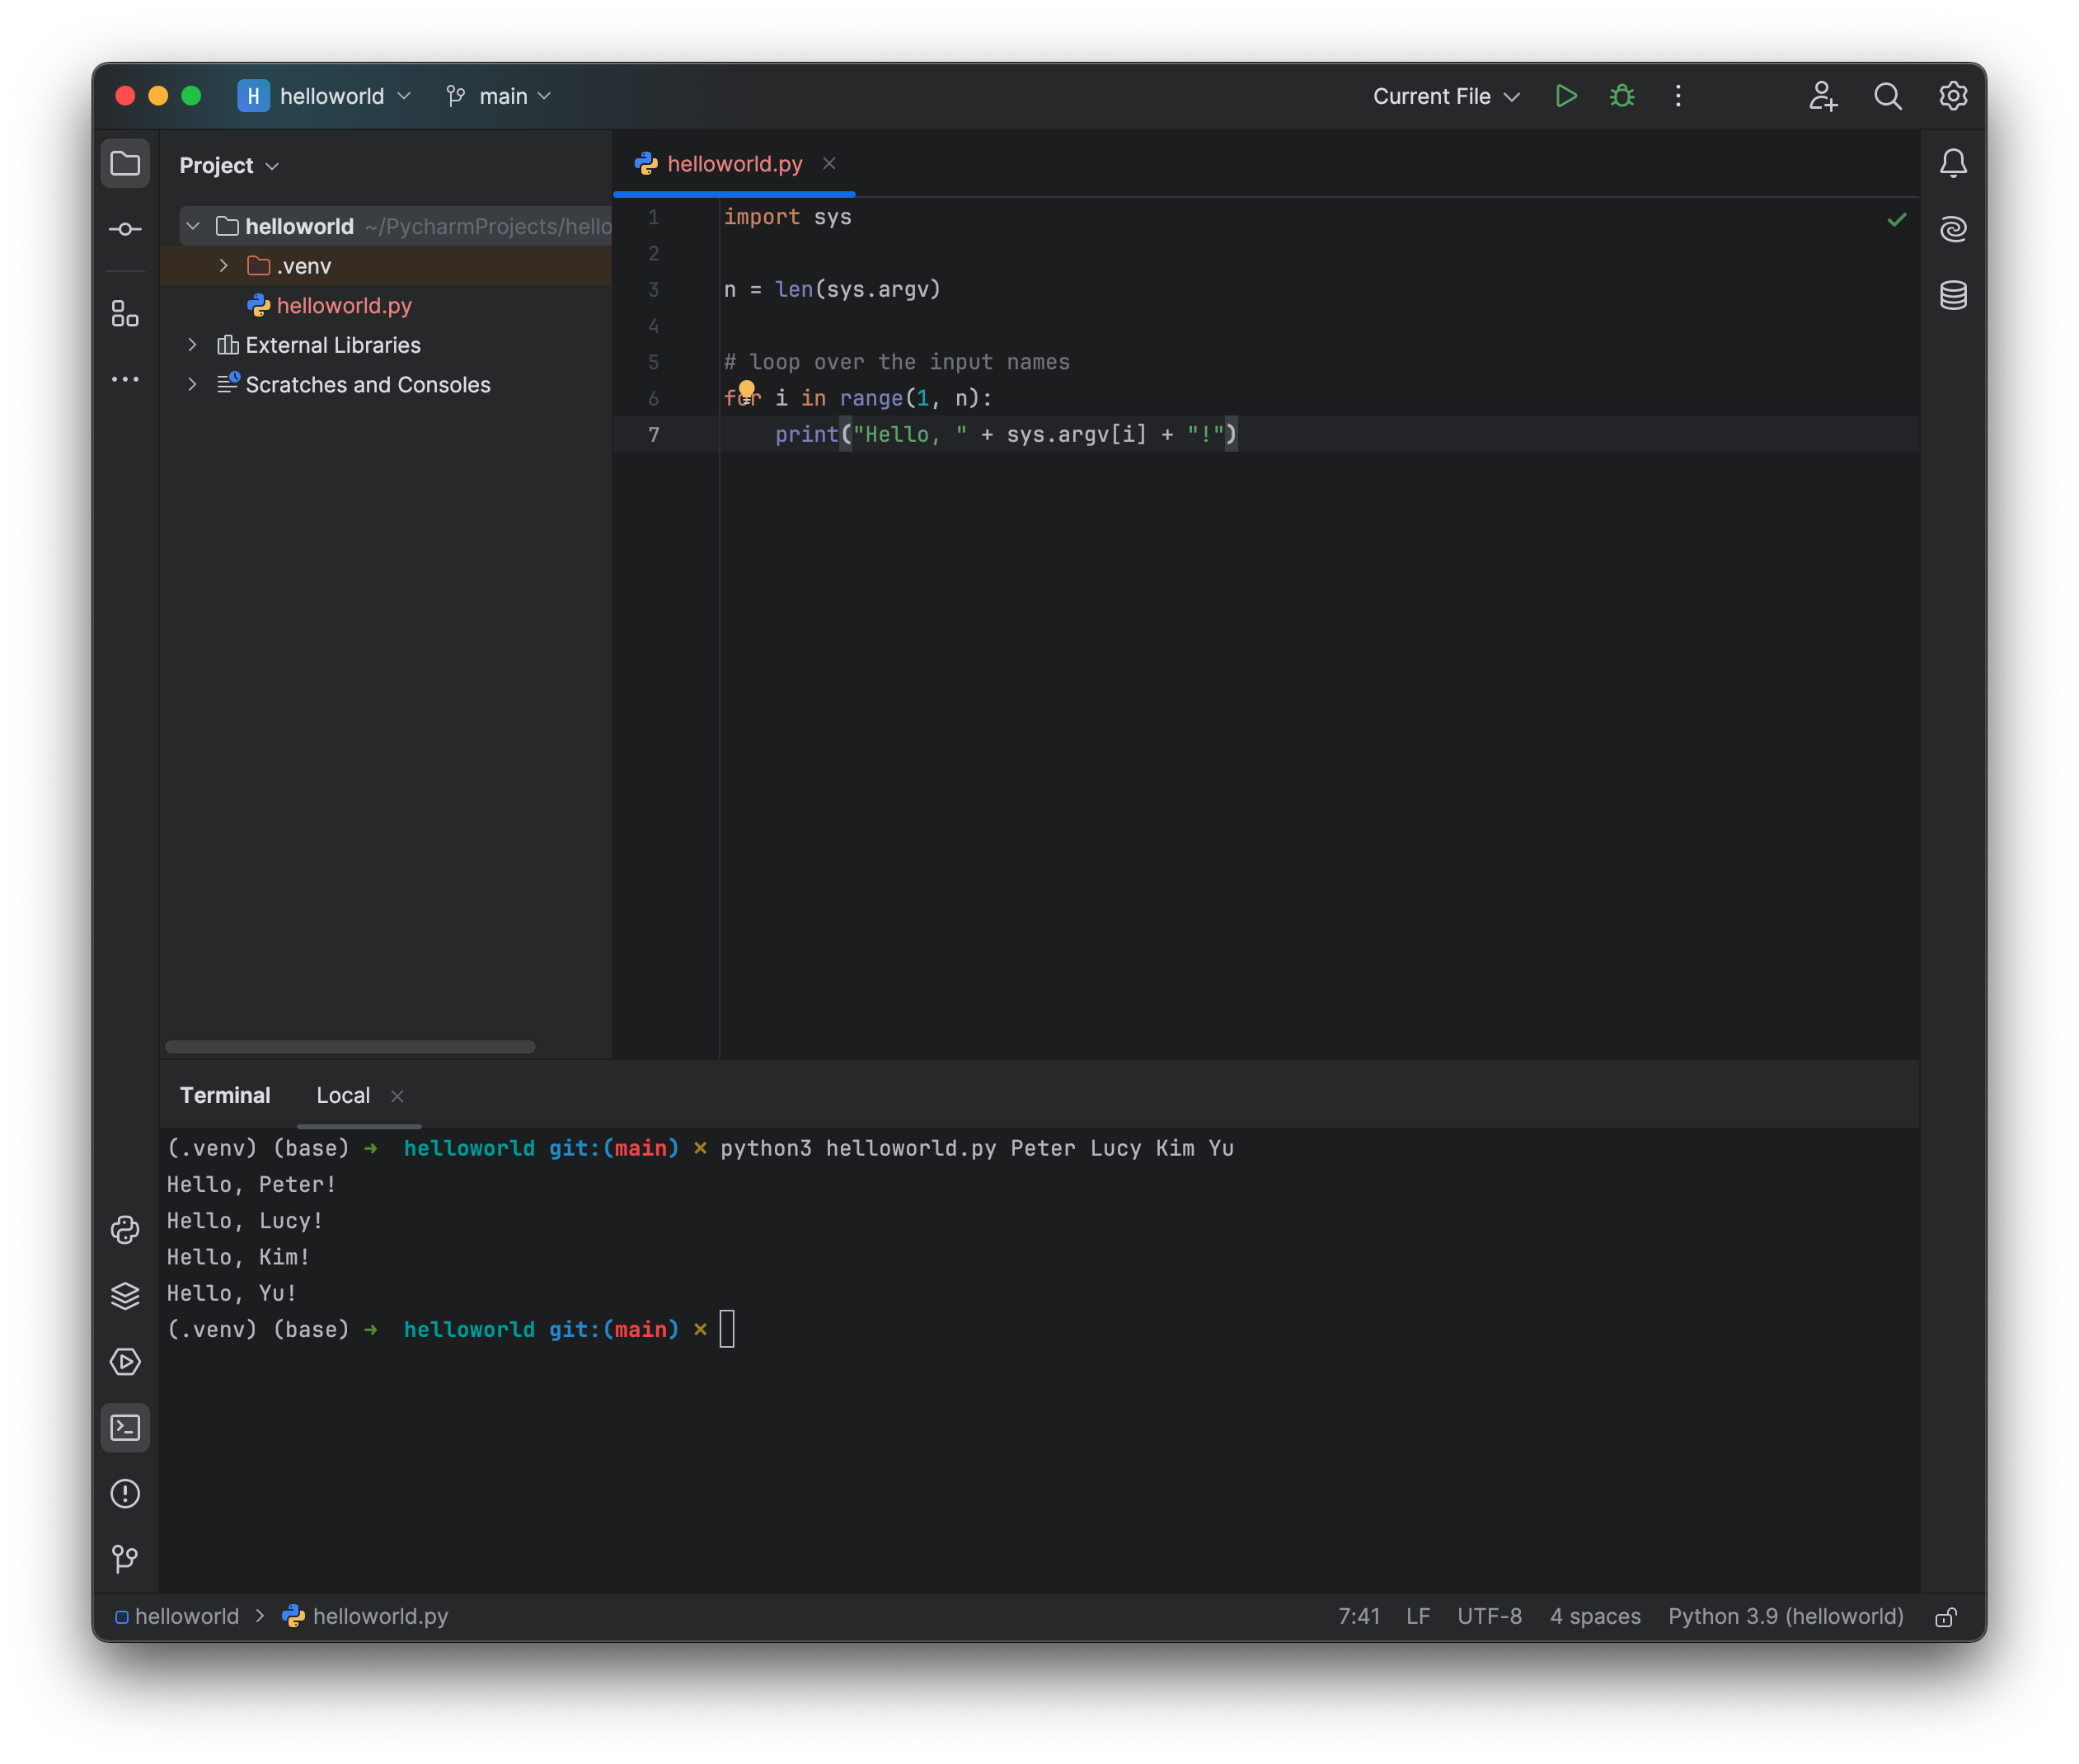 H helloworld main Current File
Project
helloworld ~/PycharmProjects/hello
.venv
helloworld.py
External Libraries
Scratches and Consoles
helloworld.py
1 import sys
2
3 n = len(sys.argv)
4
5 # loop over the input names
6 for i in range(1, n):
7 print("Hello, " + sys.argv[i] + "!")
Terminal Local
(.venv) (base) ➜ helloworld git:(main) × python3 helloworld.py Peter Lucy Kim Yu
Hello, Peter!
Hello, Lucy!
Hello, Kim!
Hello, Yu!
(.venv) (base) ➜ helloworld git:(main) ×
helloworld > helloworld.py 7:41 LF UTF-8 4 spaces Python 3.9 (helloworld)